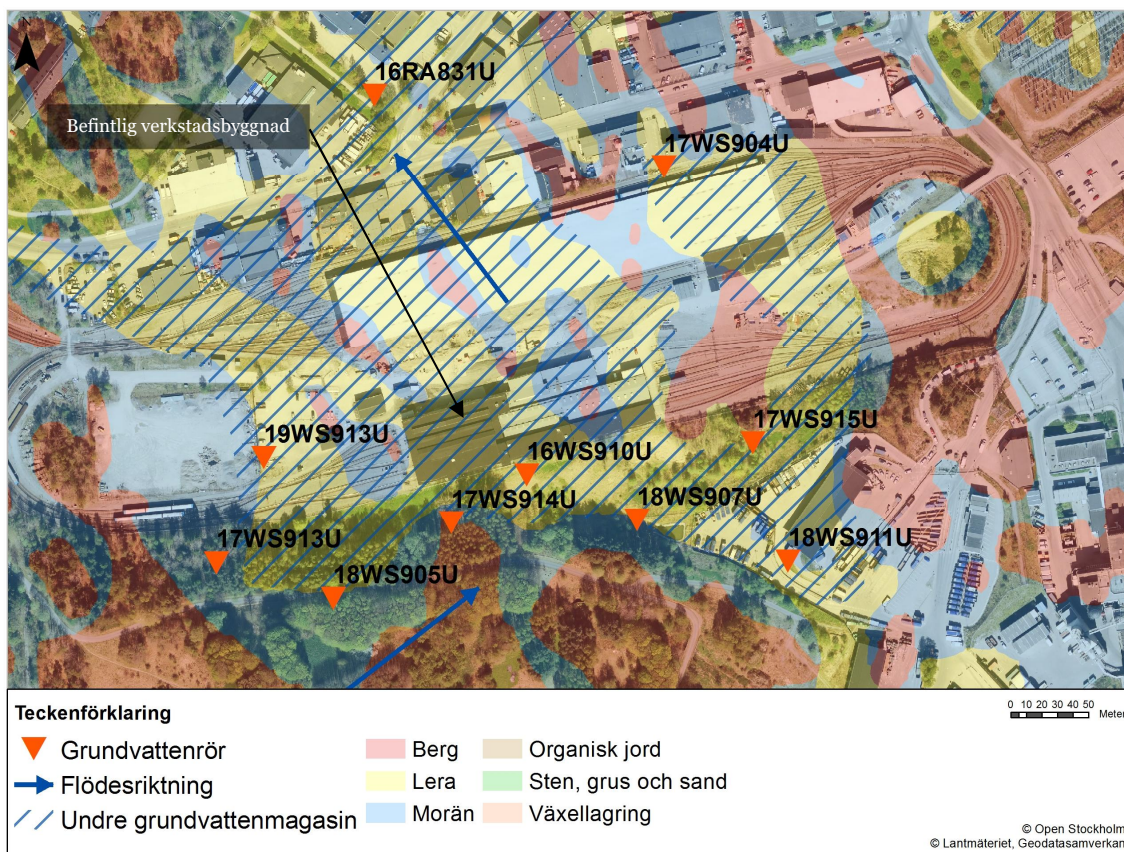 N
16RA831U
Befintlig verkstadsbyggnad
17WS904U
17WS915U
19WS913U
16WS910U
17WS914U
18WS907U
17WS913U
18WS911U
18WS905U
Teckenförklaring
Grundvattenrör
Flödesriktning
Undre grundvattenmagasin
Berg
Lera
Morän
Organisk jord
Sten, grus och sand
Växellagring
0 10 20 30 40 50
Meter
© Open Stockholm
© Lantmäteriet, Geodatasamverkan